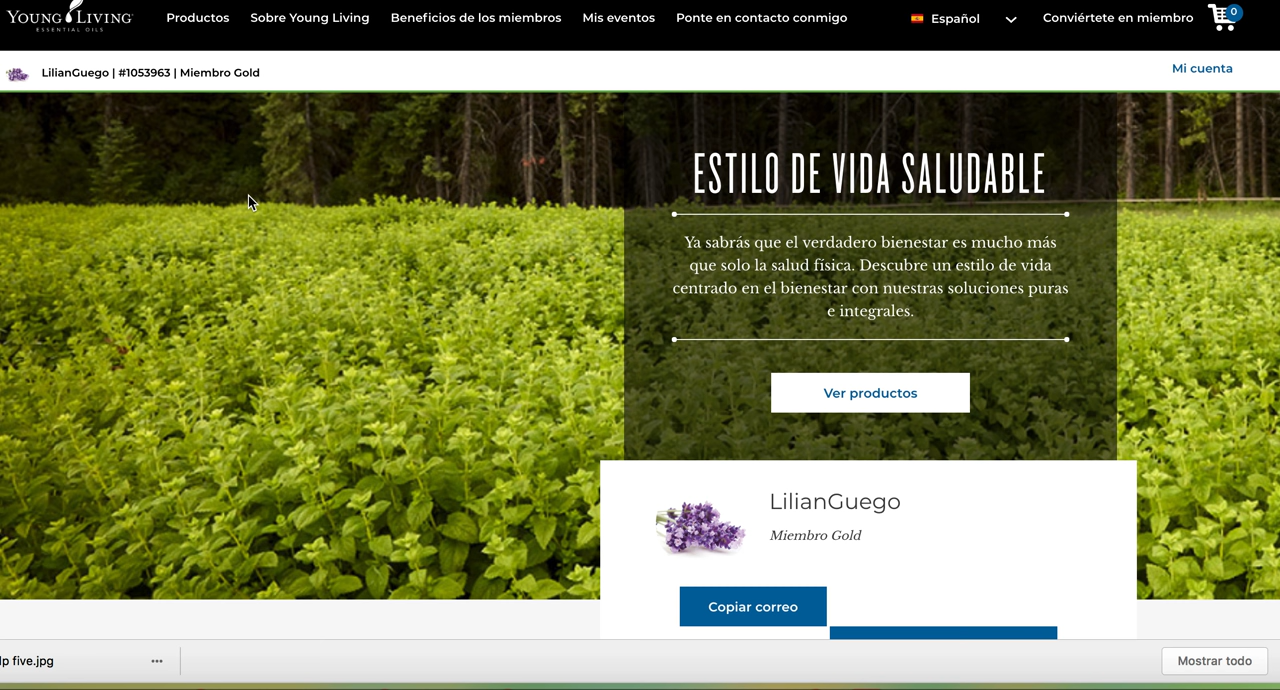 YOUNG LIVING
ESSENTIAL OILS
Productos
Sobre Young Living
Beneficios de los miembros
Mis eventos
Ponte en contacto conmigo
Español
Conviértete en miembro
0
LilianGuego | #1053963 | Miembro Gold
Mi cuenta
ESTILO DE VIDA SALUDABLE
Ya sabrás que el verdadero bienestar es mucho más
que solo la salud física. Descubre un estilo de vida
centrado en el bienestar con nuestras soluciones puras
e integrales.
Ver productos
LilianGuego
Miembro Gold
Copiar correo
lp five.jpg
Mostrar todo